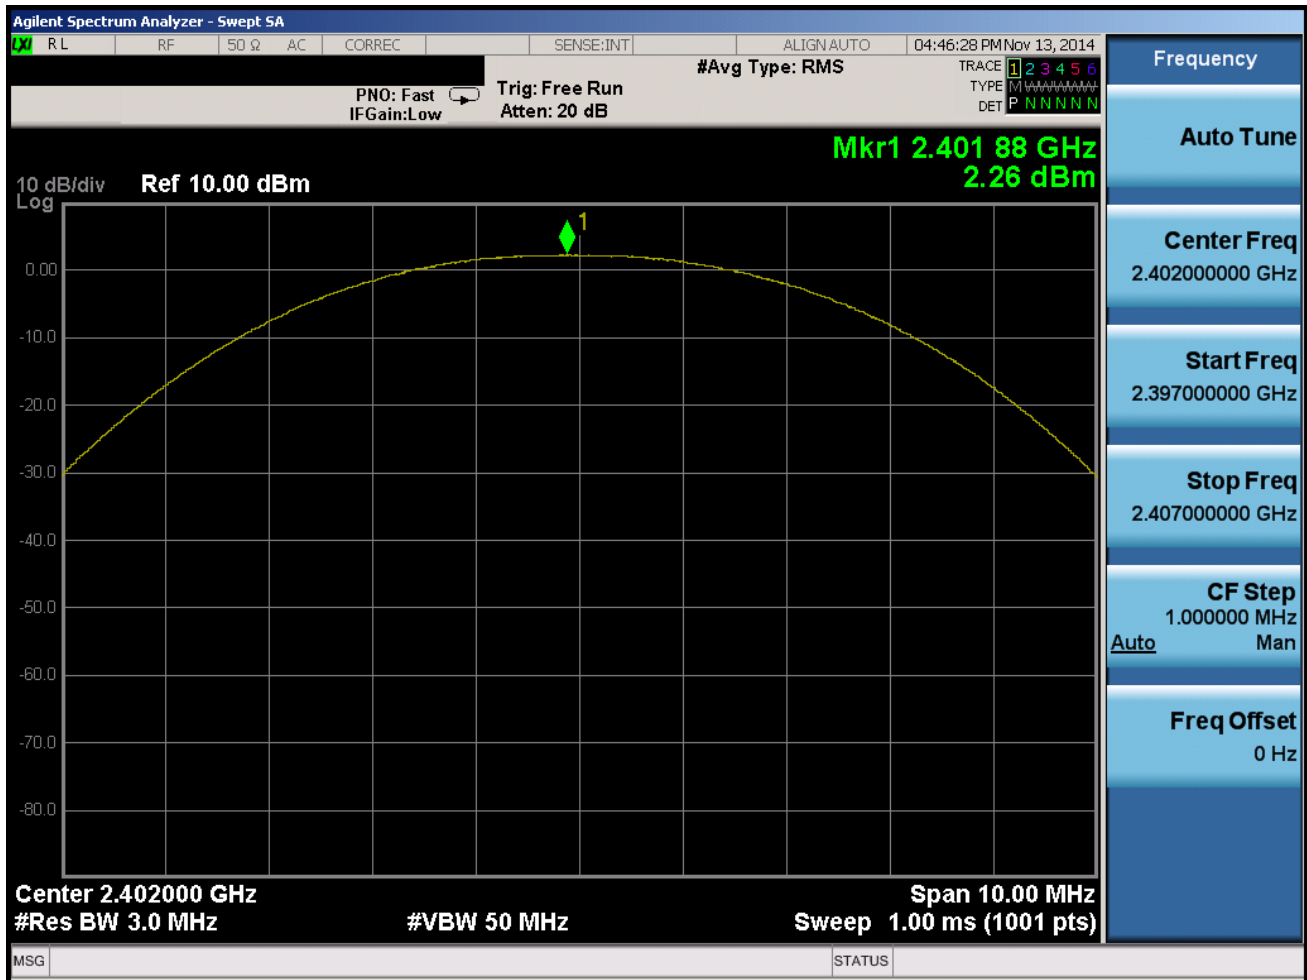 Agilent Spectrum Analyzer - Swept SA
LXI RL RF 50 Ω AC CORREC SENSE:INT ALIGN AUTO 04:46:28 PM Nov 13, 2014
#Avg Type: RMS
TRACE 1 2 3 4 5 6
TYPE M
DET P N N N N N
PNO: Fast
IFGain:Low
Trig: Free Run
Atten: 20 dB
Mkr1 2.401 88 GHz
2.26 dBm
10 dB/div
Log
Ref 10.00 dBm
1
0.00
-10.0
-20.0
-30.0
-40.0
-50.0
-60.0
-70.0
-80.0
Center 2.402000 GHz
Span 10.00 MHz
#Res BW 3.0 MHz
#VBW 50 MHz
Sweep 1.00 ms (1001 pts)
MSG
STATUS
Frequency
Auto Tune
Center Freq
2.402000000 GHz
Start Freq
2.397000000 GHz
Stop Freq
2.407000000 GHz
CF Step
1.000000 MHz
Auto Man
Freq Offset
0 Hz